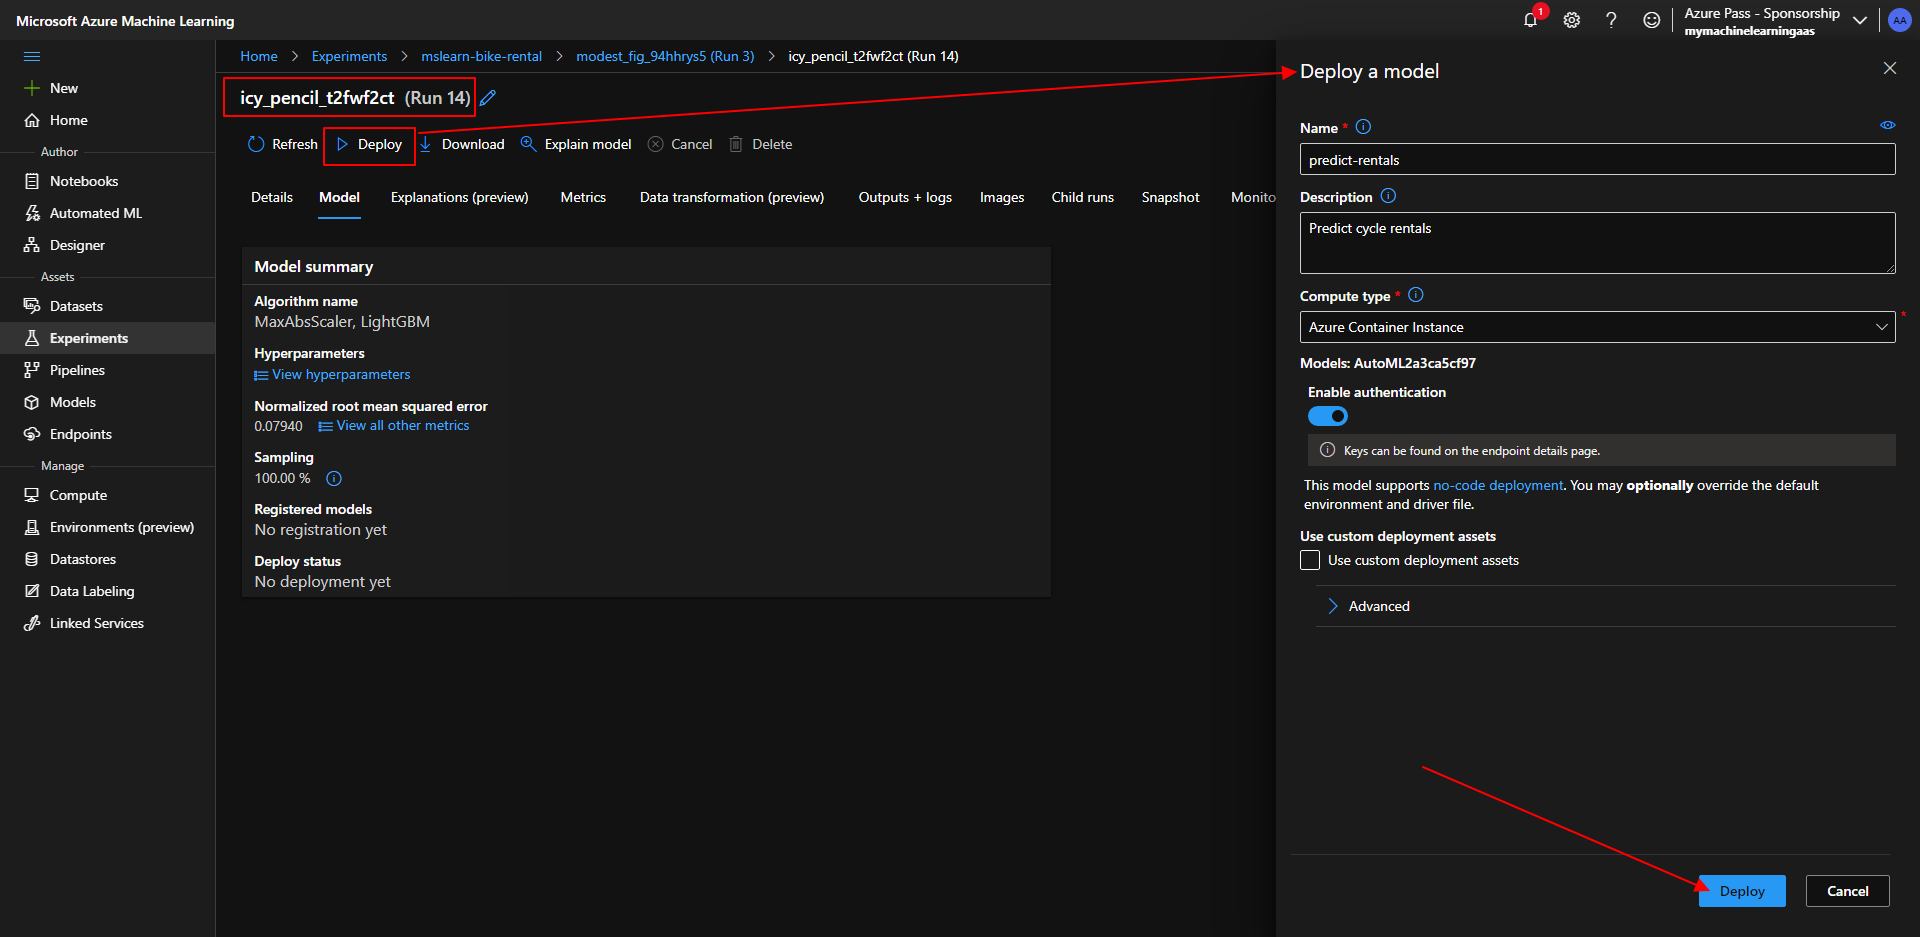 Microsoft Azure Machine Learning
1
Azure Pass - Sponsorship
mymachinelearningaas
AA
New
Home
Author
Notebooks
Automated ML
Designer
Assets
Datasets
Experiments
Pipelines
Models
Endpoints
Manage
Compute
Environments (preview)
Datastores
Data Labeling
Linked Services
Home > Experiments > mslearn-bike-rental > modest_fig_94hhrys5 (Run 3) > icy_pencil_t2fwf2ct (Run 14)
icy_pencil_t2fwf2ct (Run 14)
Refresh Deploy Download Explain model Cancel Delete
Details Model Explanations (preview) Metrics Data transformation (preview) Outputs + logs Images Child runs Snapshot Monito
Model summary
Algorithm name
MaxAbsScaler, LightGBM
Hyperparameters
View hyperparameters
Normalized root mean squared error
0.07940 View all other metrics
Sampling
100.00 %
Registered models
No registration yet
Deploy status
No deployment yet
Deploy a model
Name *
predict-rentals
Description
Predict cycle rentals
Compute type *
Azure Container Instance
*
Models: AutoML2a3ca5cf97
Enable authentication
Keys can be found on the endpoint details page.
This model supports no-code deployment. You may optionally override the default
environment and driver file.
Use custom deployment assets
Use custom deployment assets
Advanced
Deploy Cancel